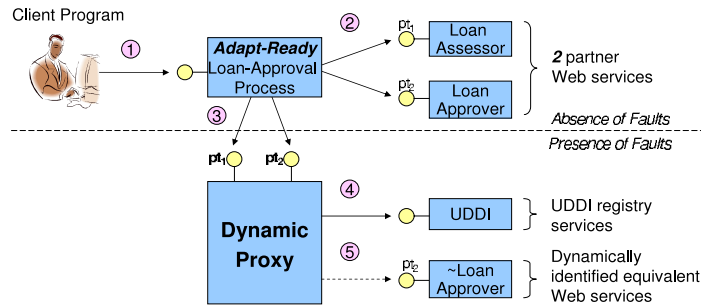 Client Program
1
Adapt-Ready
Loan-Approval
Process
2
pt1
Loan
Assessor
pt2
Loan
Approver
2 partner
Web services
3
Absence of Faults
Presence of Faults
pt1
pt2
Dynamic
Proxy
4
UDDI
UDDI registry
services
5
pt2
~Loan
Approver
Dynamically
identified equivalent
Web services